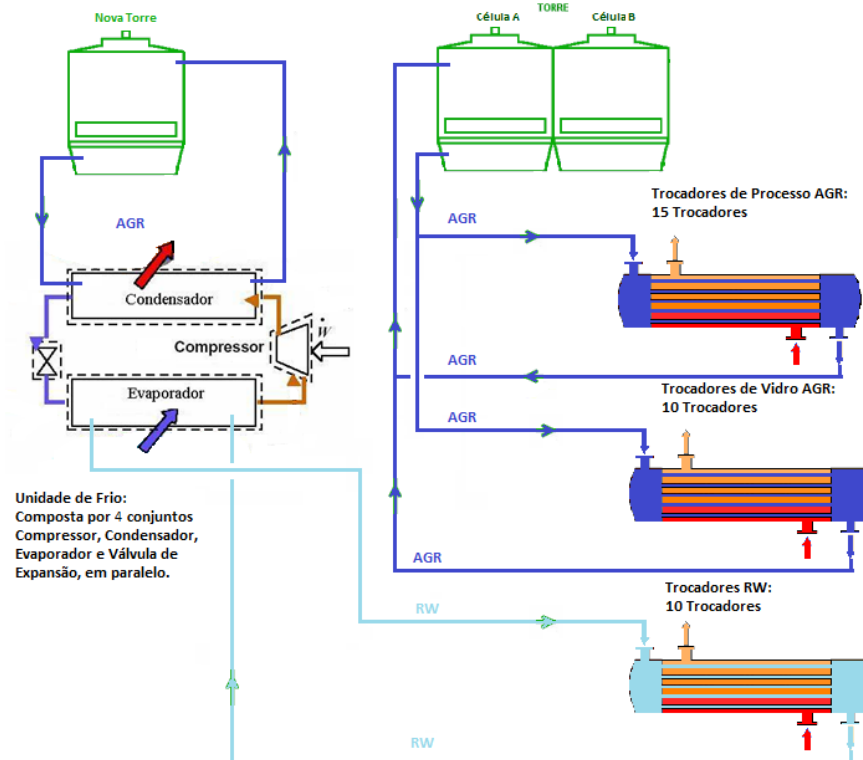 Nova Torre
TORRE
Célula A
Célula B
AGR
Condensador
Compressor
ẇ
Evaporador
Unidade de Frio:
Composta por 4 conjuntos
Compressor, Condensador,
Evaporador e Válvula de
Expansão, em paralelo.
AGR
Trocadores de Processo AGR:
15 Trocadores
AGR
Trocadores de Vidro AGR:
10 Trocadores
AGR
AGR
Trocadores RW:
10 Trocadores
RW
RW